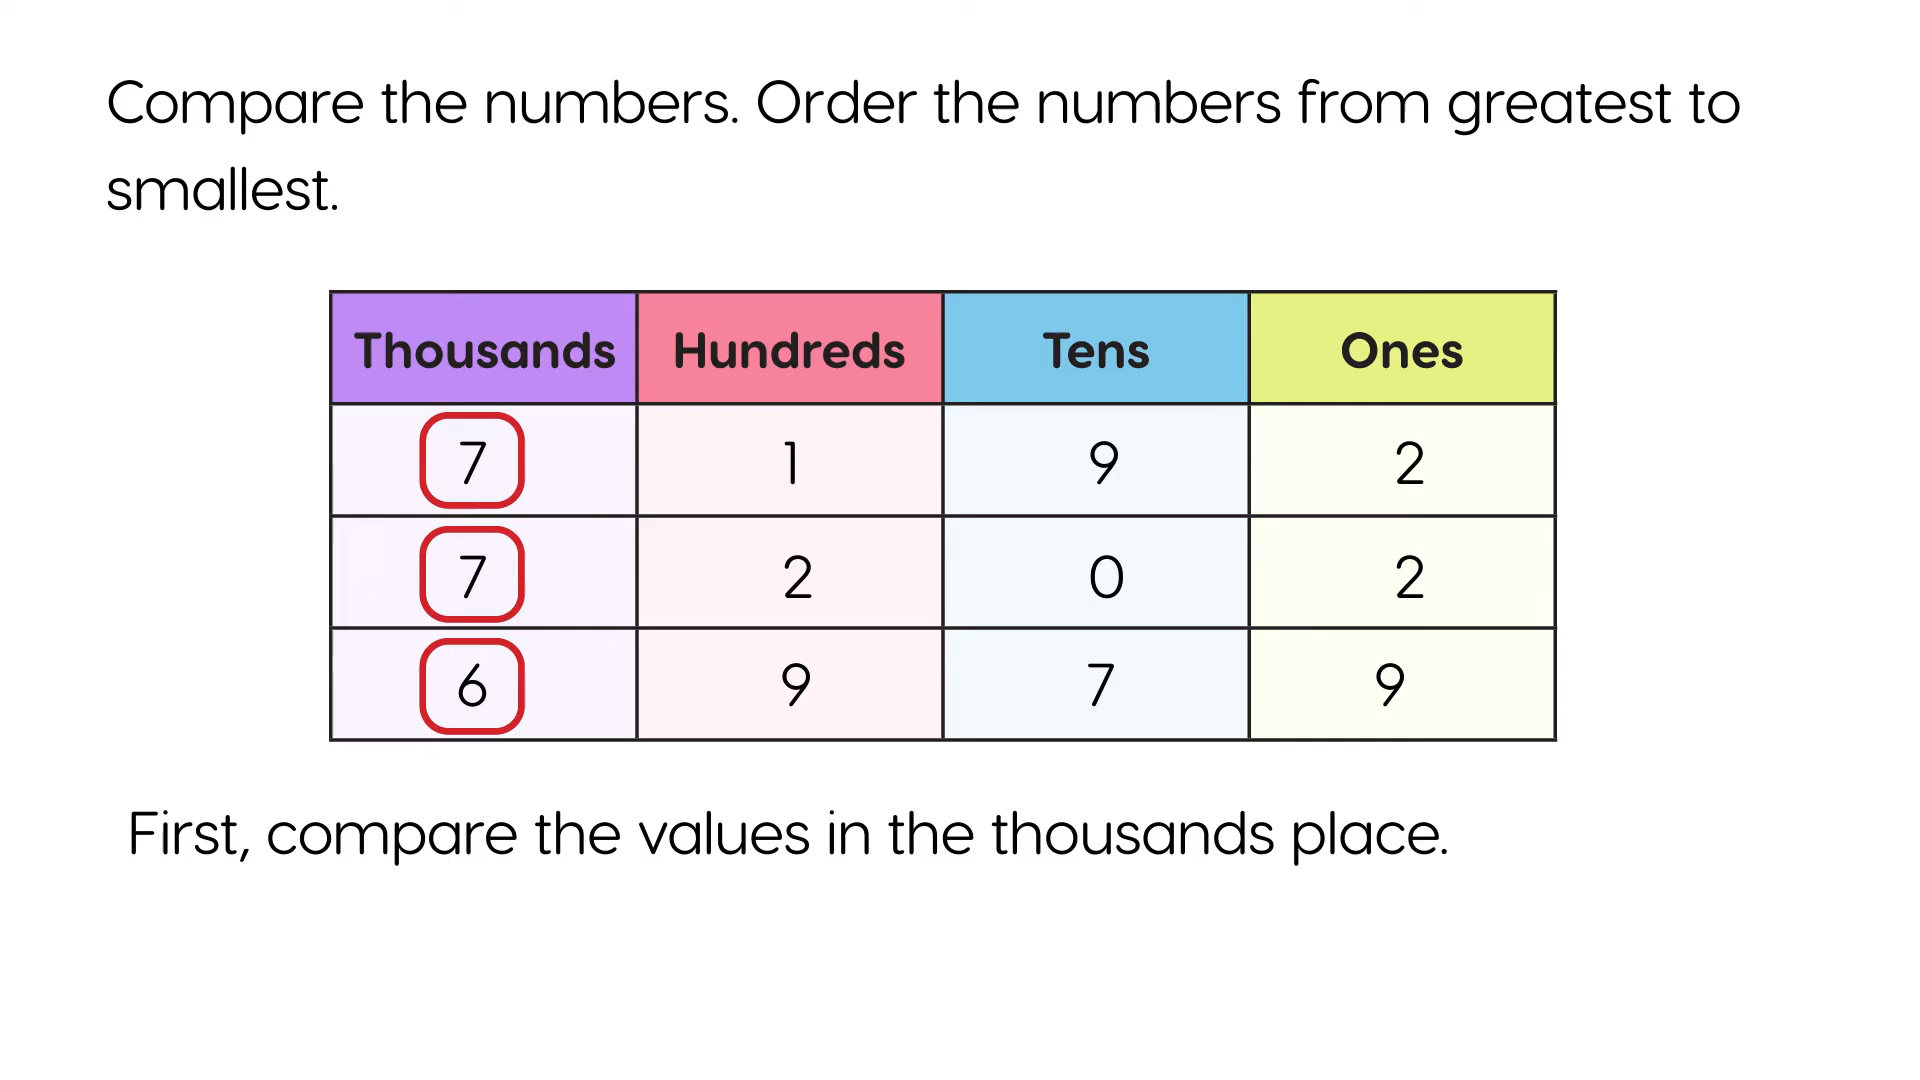 Compare the numbers. Order the numbers from greatest to
smallest.
Thousands Hundreds Tens Ones
7 1 9 2
7 2 0 2
6 9 7 9
First, compare the values in the thousands place.